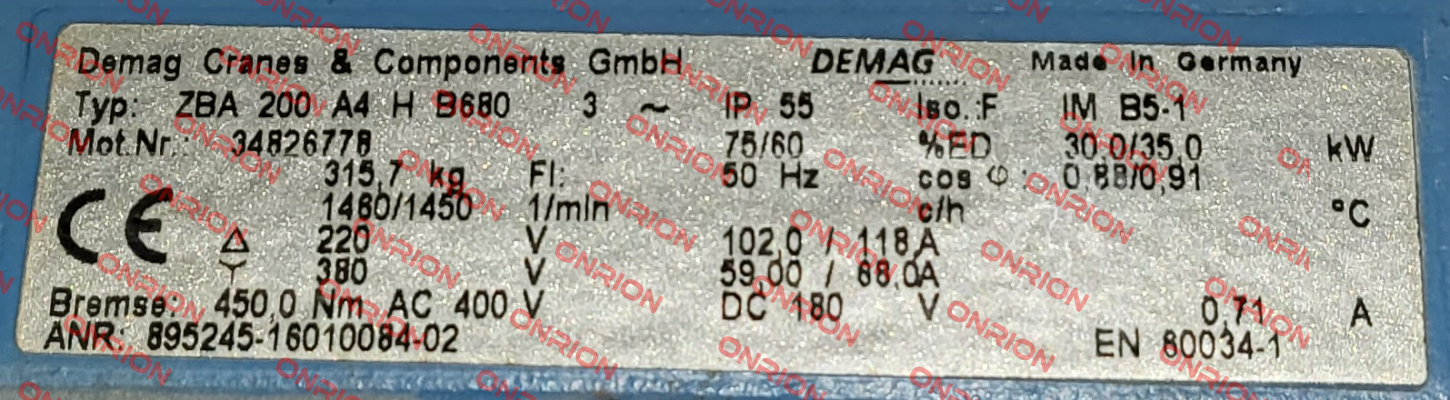 Demag Cranes & Components GmbH DEMAG Made in Germany
Typ: ZBA 200 A4 H B680 3 ~ IP 55 Iso.:F IM B5-1
Mot.Nr.: 34826778 75/60 %ED 30,0/35,0 kW
315,7 kg FI: 50 Hz cos φ : 0,88/0,91
CE 1460/1450 1/min c/h °C
Δ 220 V 102,0 / 118,A
Y 380 V 59,00 / 68,0A
Bremse: 450,0 Nm AC 400 V DC 180 V 0,71 A
ANR: 895245-16010084-02 EN 60034-1
ONRION